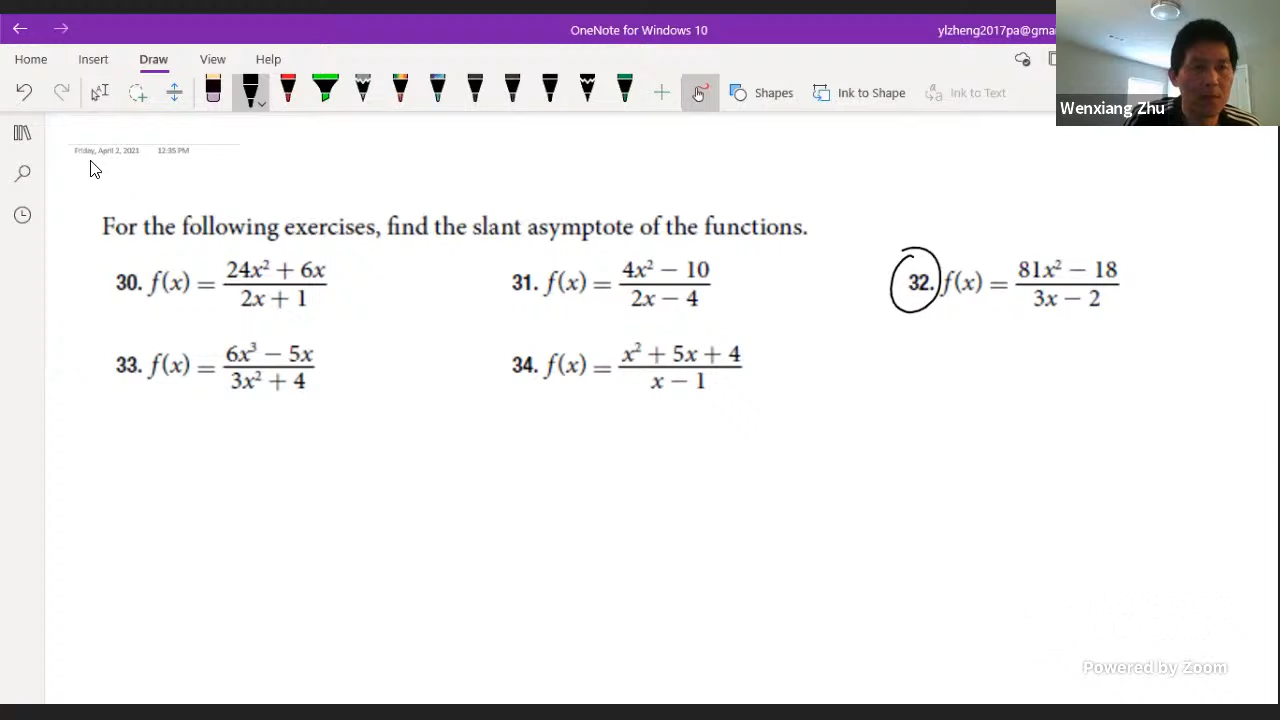 OneNote for Windows 10
ylzheng2017pa@gma
Home Insert Draw View Help
Shapes Ink to Shape Ink to Text
Wenxiang Zhu
Friday, April 2, 2021 12:35 PM
For the following exercises, find the slant asymptote of the functions.
30. f(x) = (24x² + 6x)/(2x + 1) 31. f(x) = (4x² − 10)/(2x − 4) 32. f(x) = (81x² − 18)/(3x − 2)
33. f(x) = (6x³ − 5x)/(3x² + 4) 34. f(x) = (x² + 5x + 4)/(x − 1)
Powered by Zoom